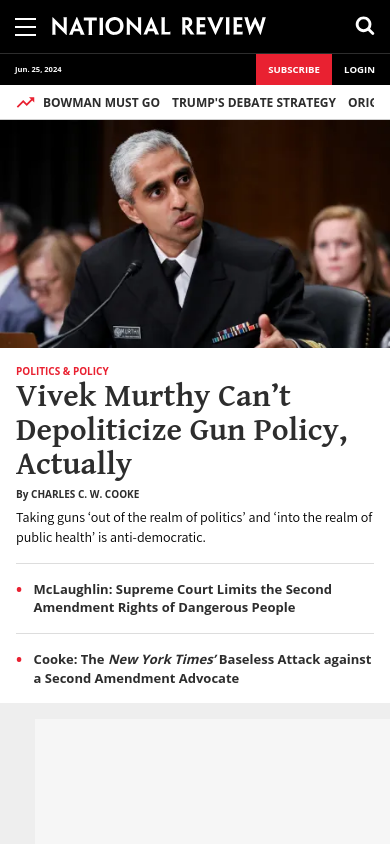 NATIONAL REVIEW
Jun. 25, 2024
SUBSCRIBE
LOGIN
BOWMAN MUST GO TRUMP'S DEBATE STRATEGY ORIG
MURTHY
POLITICS & POLICY
Vivek Murthy Can’t
Depoliticize Gun Policy,
Actually
By CHARLES C. W. COOKE
Taking guns ‘out of the realm of politics’ and ‘into the realm of
public health’ is anti-democratic.
McLaughlin: Supreme Court Limits the Second
Amendment Rights of Dangerous People
Cooke: The New York Times’ Baseless Attack against
a Second Amendment Advocate